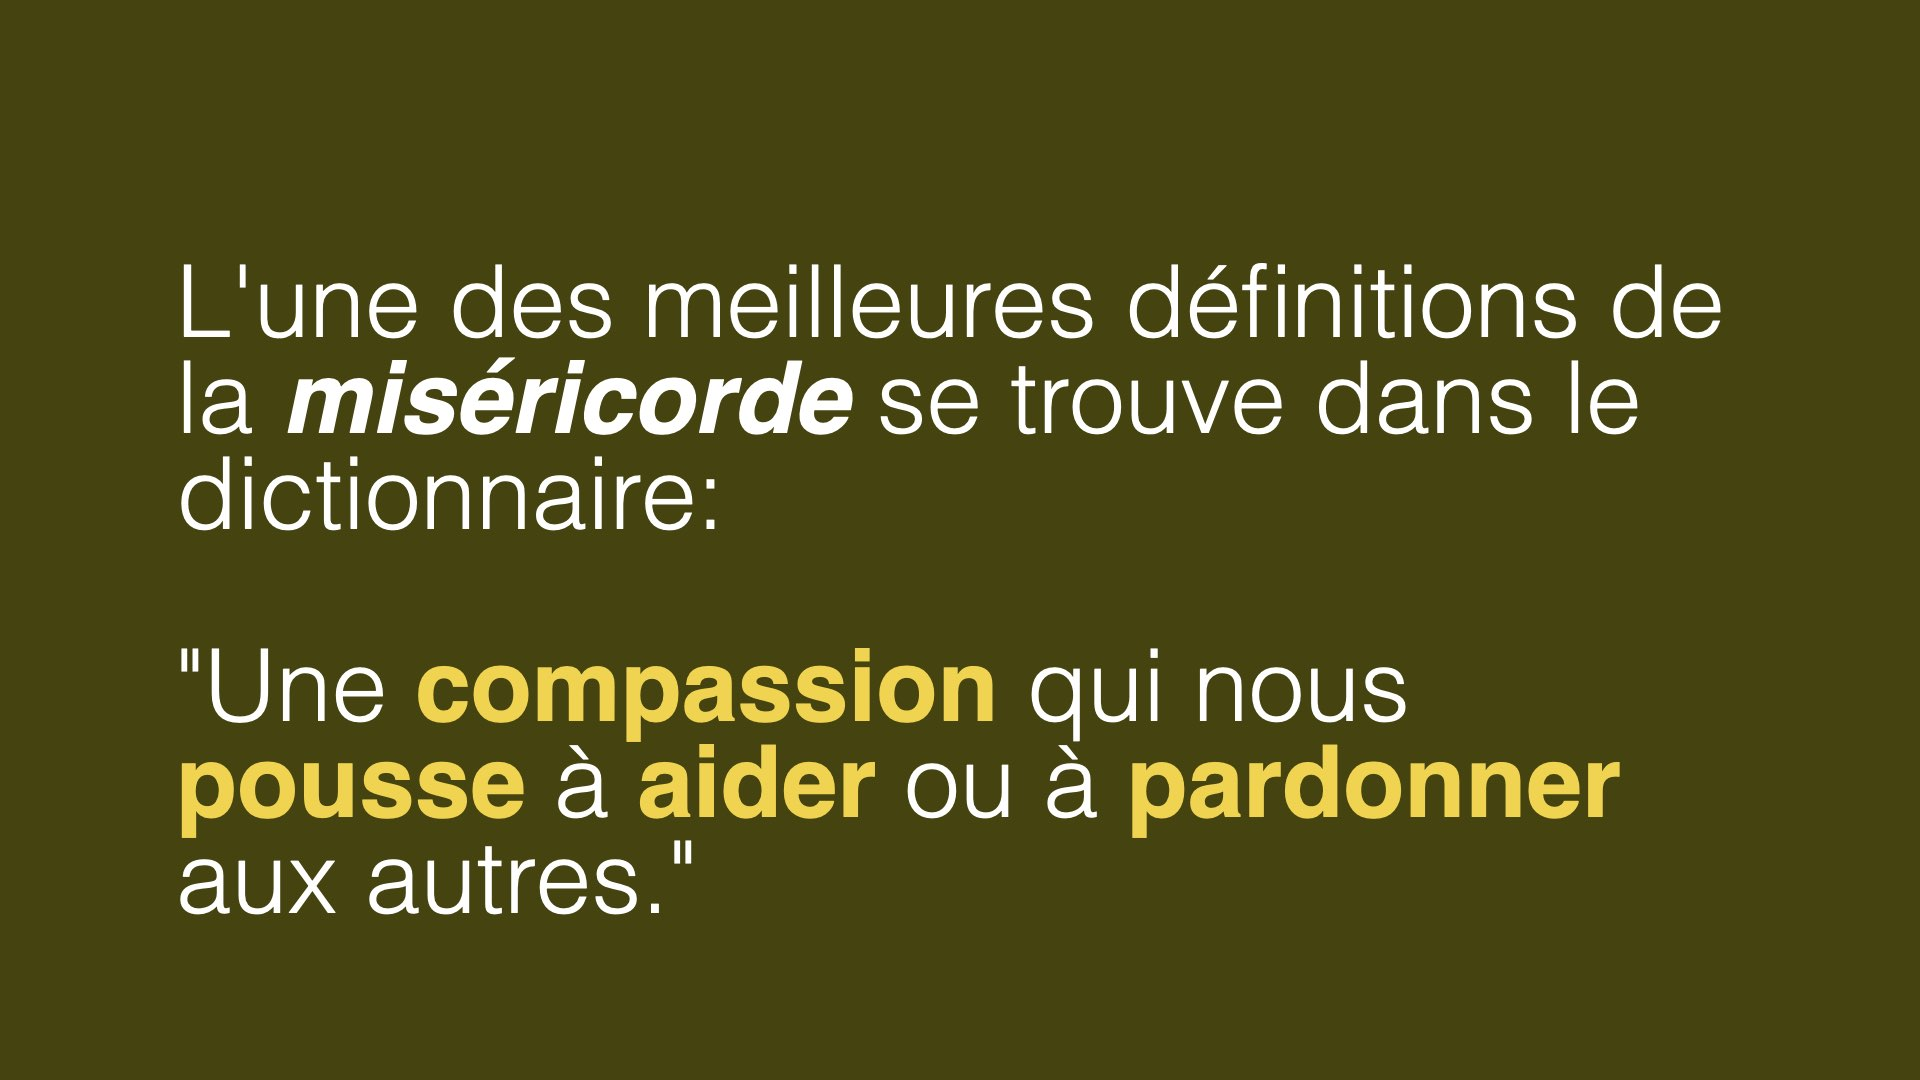 L'une des meilleures définitions de
la miséricorde se trouve dans le
dictionnaire:
"Une compassion qui nous
pousse à aider ou à pardonner
aux autres."